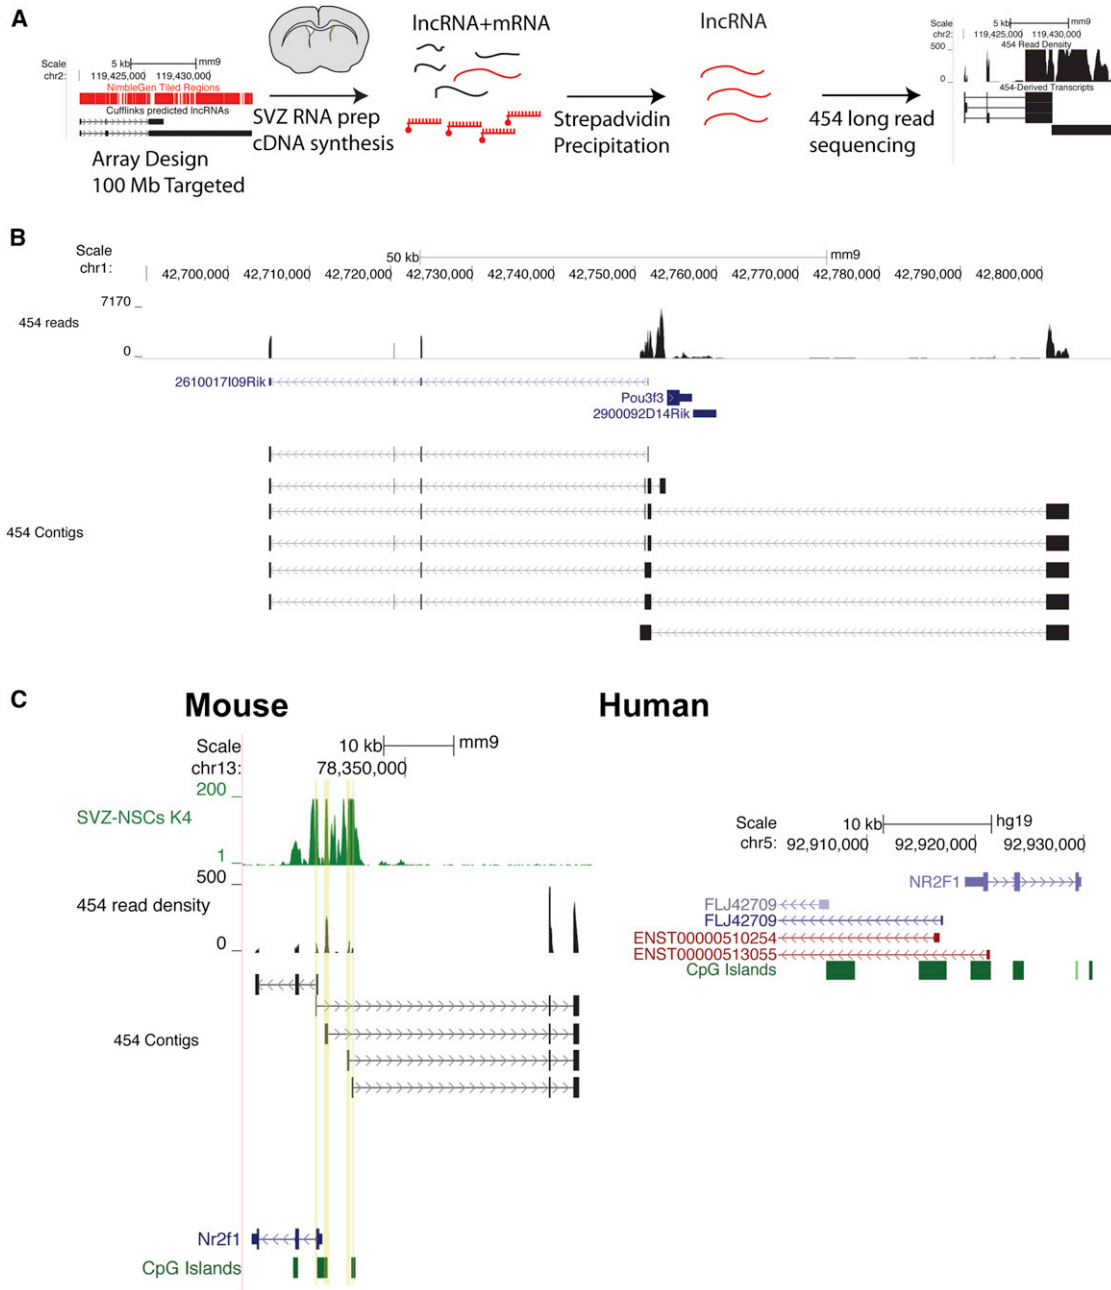 A
Scale
5 kb
mm9
chr2:
119,425,000
119,430,000
NimbleGen Tiled Regions
Cufflinks predicted lncRNAs
Array Design
100 Mb Targeted
SVZ RNA prep
cDNA synthesis
lncRNA+mRNA
Strepadvidin
Precipitation
lncRNA
454 long read
sequencing
Scale
5 kb
mm9
chr2:
119,425,000
119,430,000
500
454 Read Density
0
454-Derived Transcripts
B
Scale
50 kb
mm9
chr1:
42,700,000
42,710,000
42,720,000
42,730,000
42,740,000
42,750,000
42,760,000
42,770,000
42,780,000
42,790,000
42,800,000
7170
454 reads
0
2610017I09Rik
Pou3f3
2900092D14Rik
454 Contigs
C
Mouse
Scale
10 kb
mm9
chr13:
78,350,000
200
SVZ-NSCs K4
1
500
454 read density
0
454 Contigs
Nr2f1
CpG Islands
Human
Scale
10 kb
hg19
chr5:
92,910,000
92,920,000
92,930,000
NR2F1
FLJ42709
FLJ42709
ENST00000510254
ENST00000513055
CpG Islands